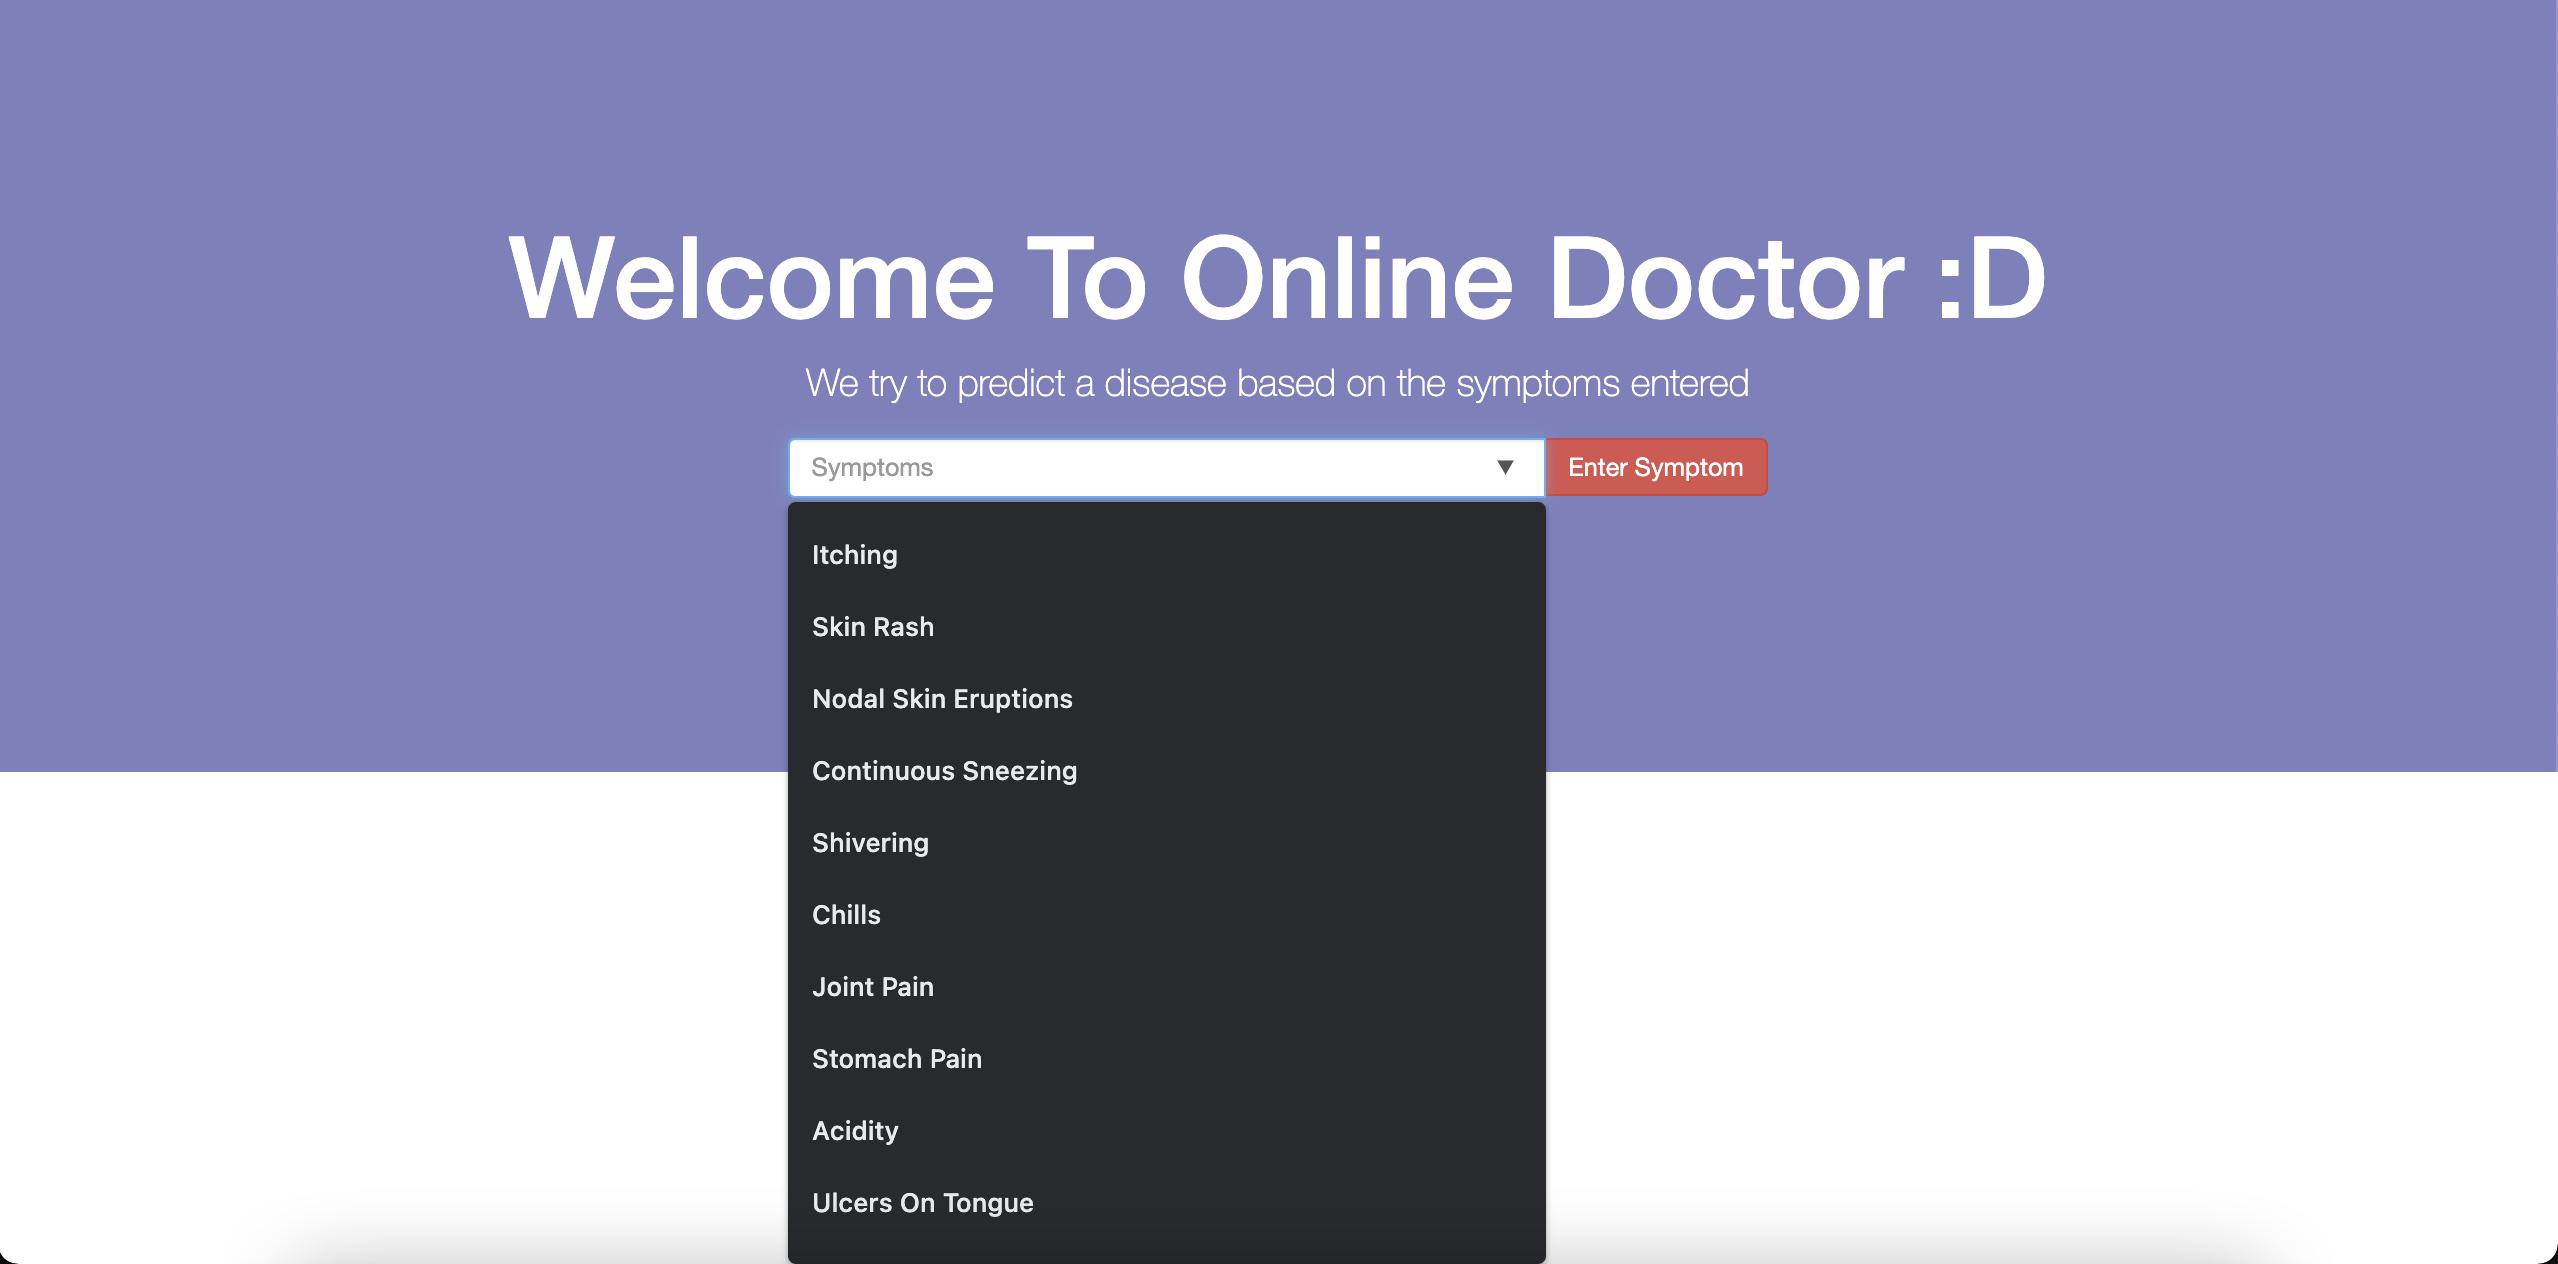 Welcome To Online Doctor :D
We try to predict a disease based on the symptoms entered
Symptoms ▼ Enter Symptom
Itching
Skin Rash
Nodal Skin Eruptions
Continuous Sneezing
Shivering
Chills
Joint Pain
Stomach Pain
Acidity
Ulcers On Tongue